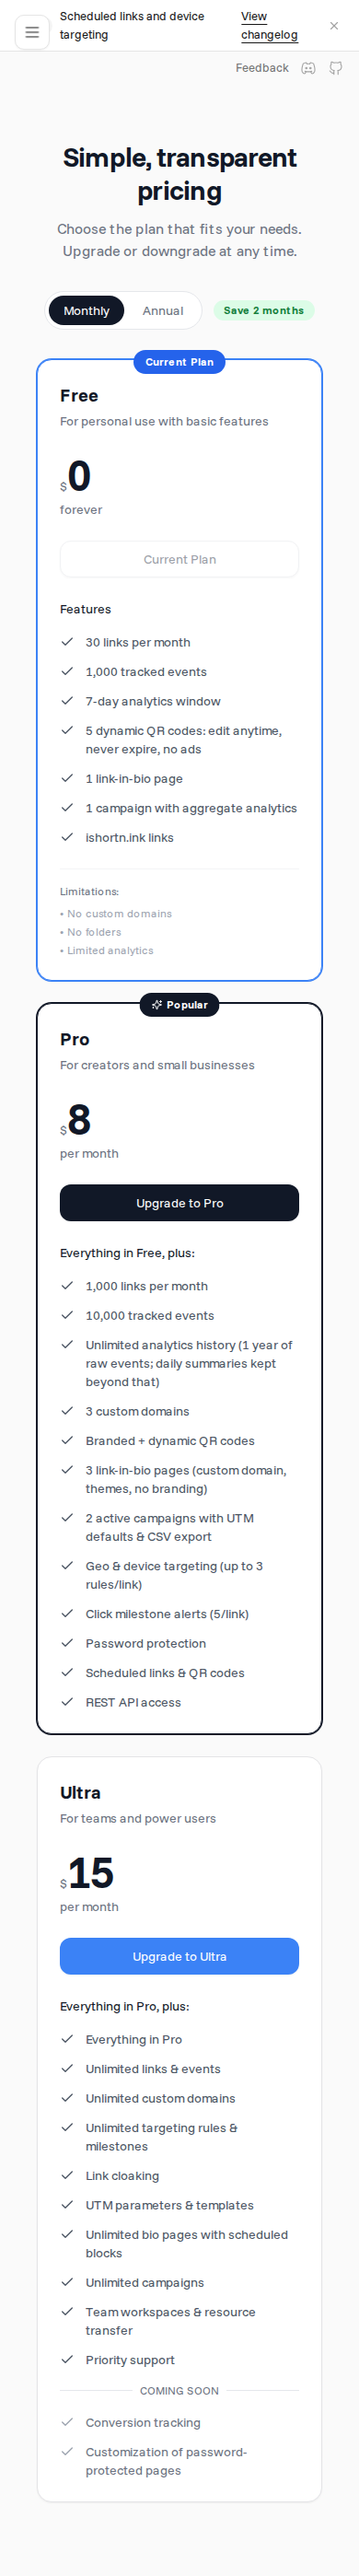 Scheduled links and device
targeting
View
changelog
Feedback
Simple, transparent
pricing
Choose the plan that fits your needs.
Upgrade or downgrade at any time.
Monthly
Annual
Save 2 months
Current Plan
Free
For personal use with basic features
$0
forever
Current Plan
Features
30 links per month
1,000 tracked events
7-day analytics window
5 dynamic QR codes: edit anytime,
never expire, no ads
1 link-in-bio page
1 campaign with aggregate analytics
ishortn.ink links
Limitations:
• No custom domains
• No folders
• Limited analytics
Popular
Pro
For creators and small businesses
$8
per month
Upgrade to Pro
Everything in Free, plus:
1,000 links per month
10,000 tracked events
Unlimited analytics history (1 year of
raw events; daily summaries kept
beyond that)
3 custom domains
Branded + dynamic QR codes
3 link-in-bio pages (custom domain,
themes, no branding)
2 active campaigns with UTM
defaults & CSV export
Geo & device targeting (up to 3
rules/link)
Click milestone alerts (5/link)
Password protection
Scheduled links & QR codes
REST API access
Ultra
For teams and power users
$15
per month
Upgrade to Ultra
Everything in Pro, plus:
Everything in Pro
Unlimited links & events
Unlimited custom domains
Unlimited targeting rules &
milestones
Link cloaking
UTM parameters & templates
Unlimited bio pages with scheduled
blocks
Unlimited campaigns
Team workspaces & resource
transfer
Priority support
COMING SOON
Conversion tracking
Customization of password-
protected pages